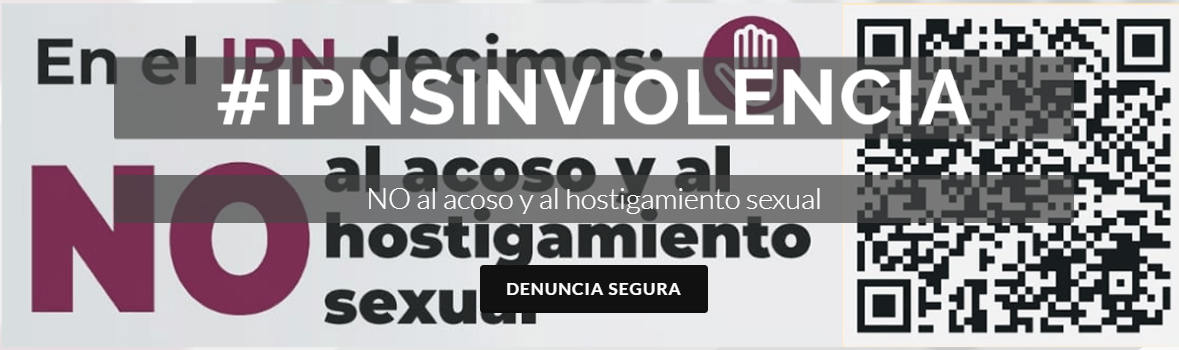 En el IPN decimos:
#IPNSINVIOLENCIA
NO
al acoso y al
NO al acoso y al hostigamiento sexual
hostigamiento
sexual
DENUNCIA SEGURA